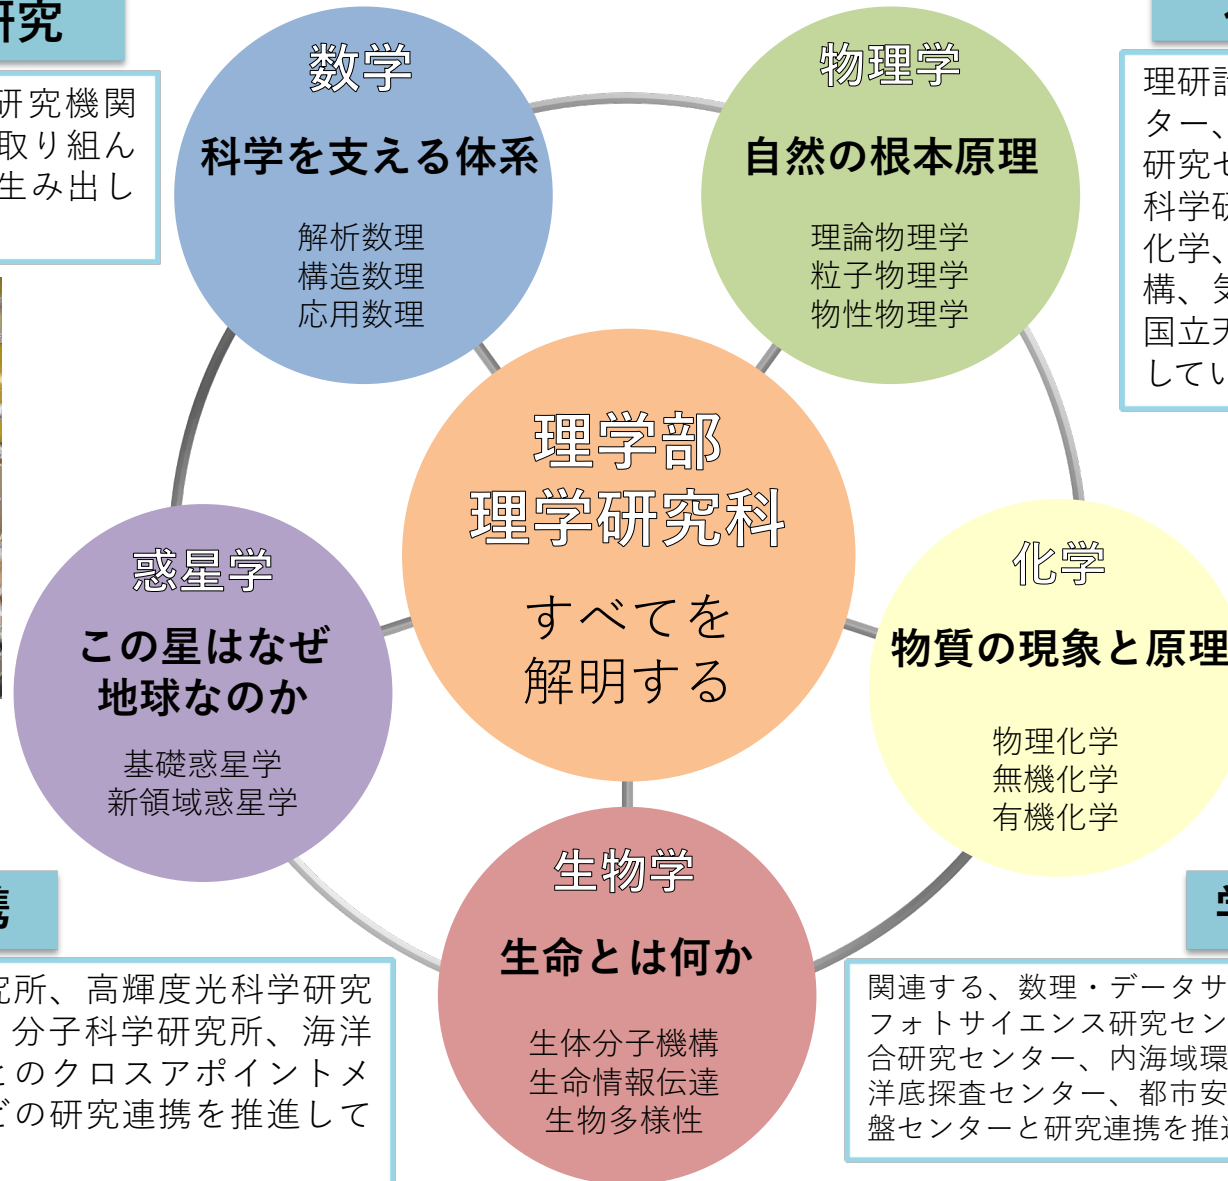 研究
研究機関
取り組ん
生み出し
数学
科学を支える体系
解析数理
構造数理
応用数理
物理学
自然の根本原理
理論物理学
粒子物理学
物性物理学
理研計
ター、
研究セ
科学研
化学、
構、気
国立天
してい
理学部
理学研究科
すべてを
解明する
惑星学
この星はなぜ
地球なのか
基礎惑星学
新領域惑星学
化学
物質の現象と原理
物理化学
無機化学
有機化学
生物学
生命とは何か
生体分子機構
生命情報伝達
生物多様性
携
究所、高輝度光科学研究
分子科学研究所、海洋
とのクロスアポイントメ
どの研究連携を推進して
関連する、数理・データサ
フォトサイエンス研究セン
合研究センター、内海域環
洋底探査センター、都市安
盤センターと研究連携を推進